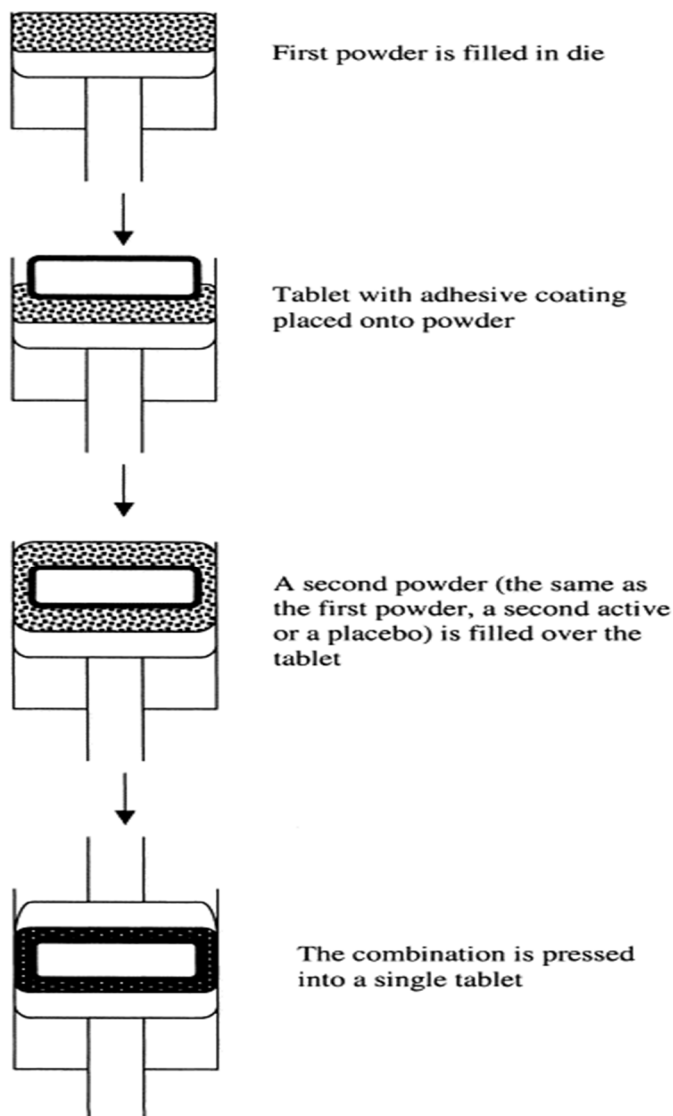 First powder is filled in die
Tablet with adhesive coating
placed onto powder
A second powder (the same as
the first powder, a second active
or a placebo) is filled over the
tablet
The combination is pressed
into a single tablet